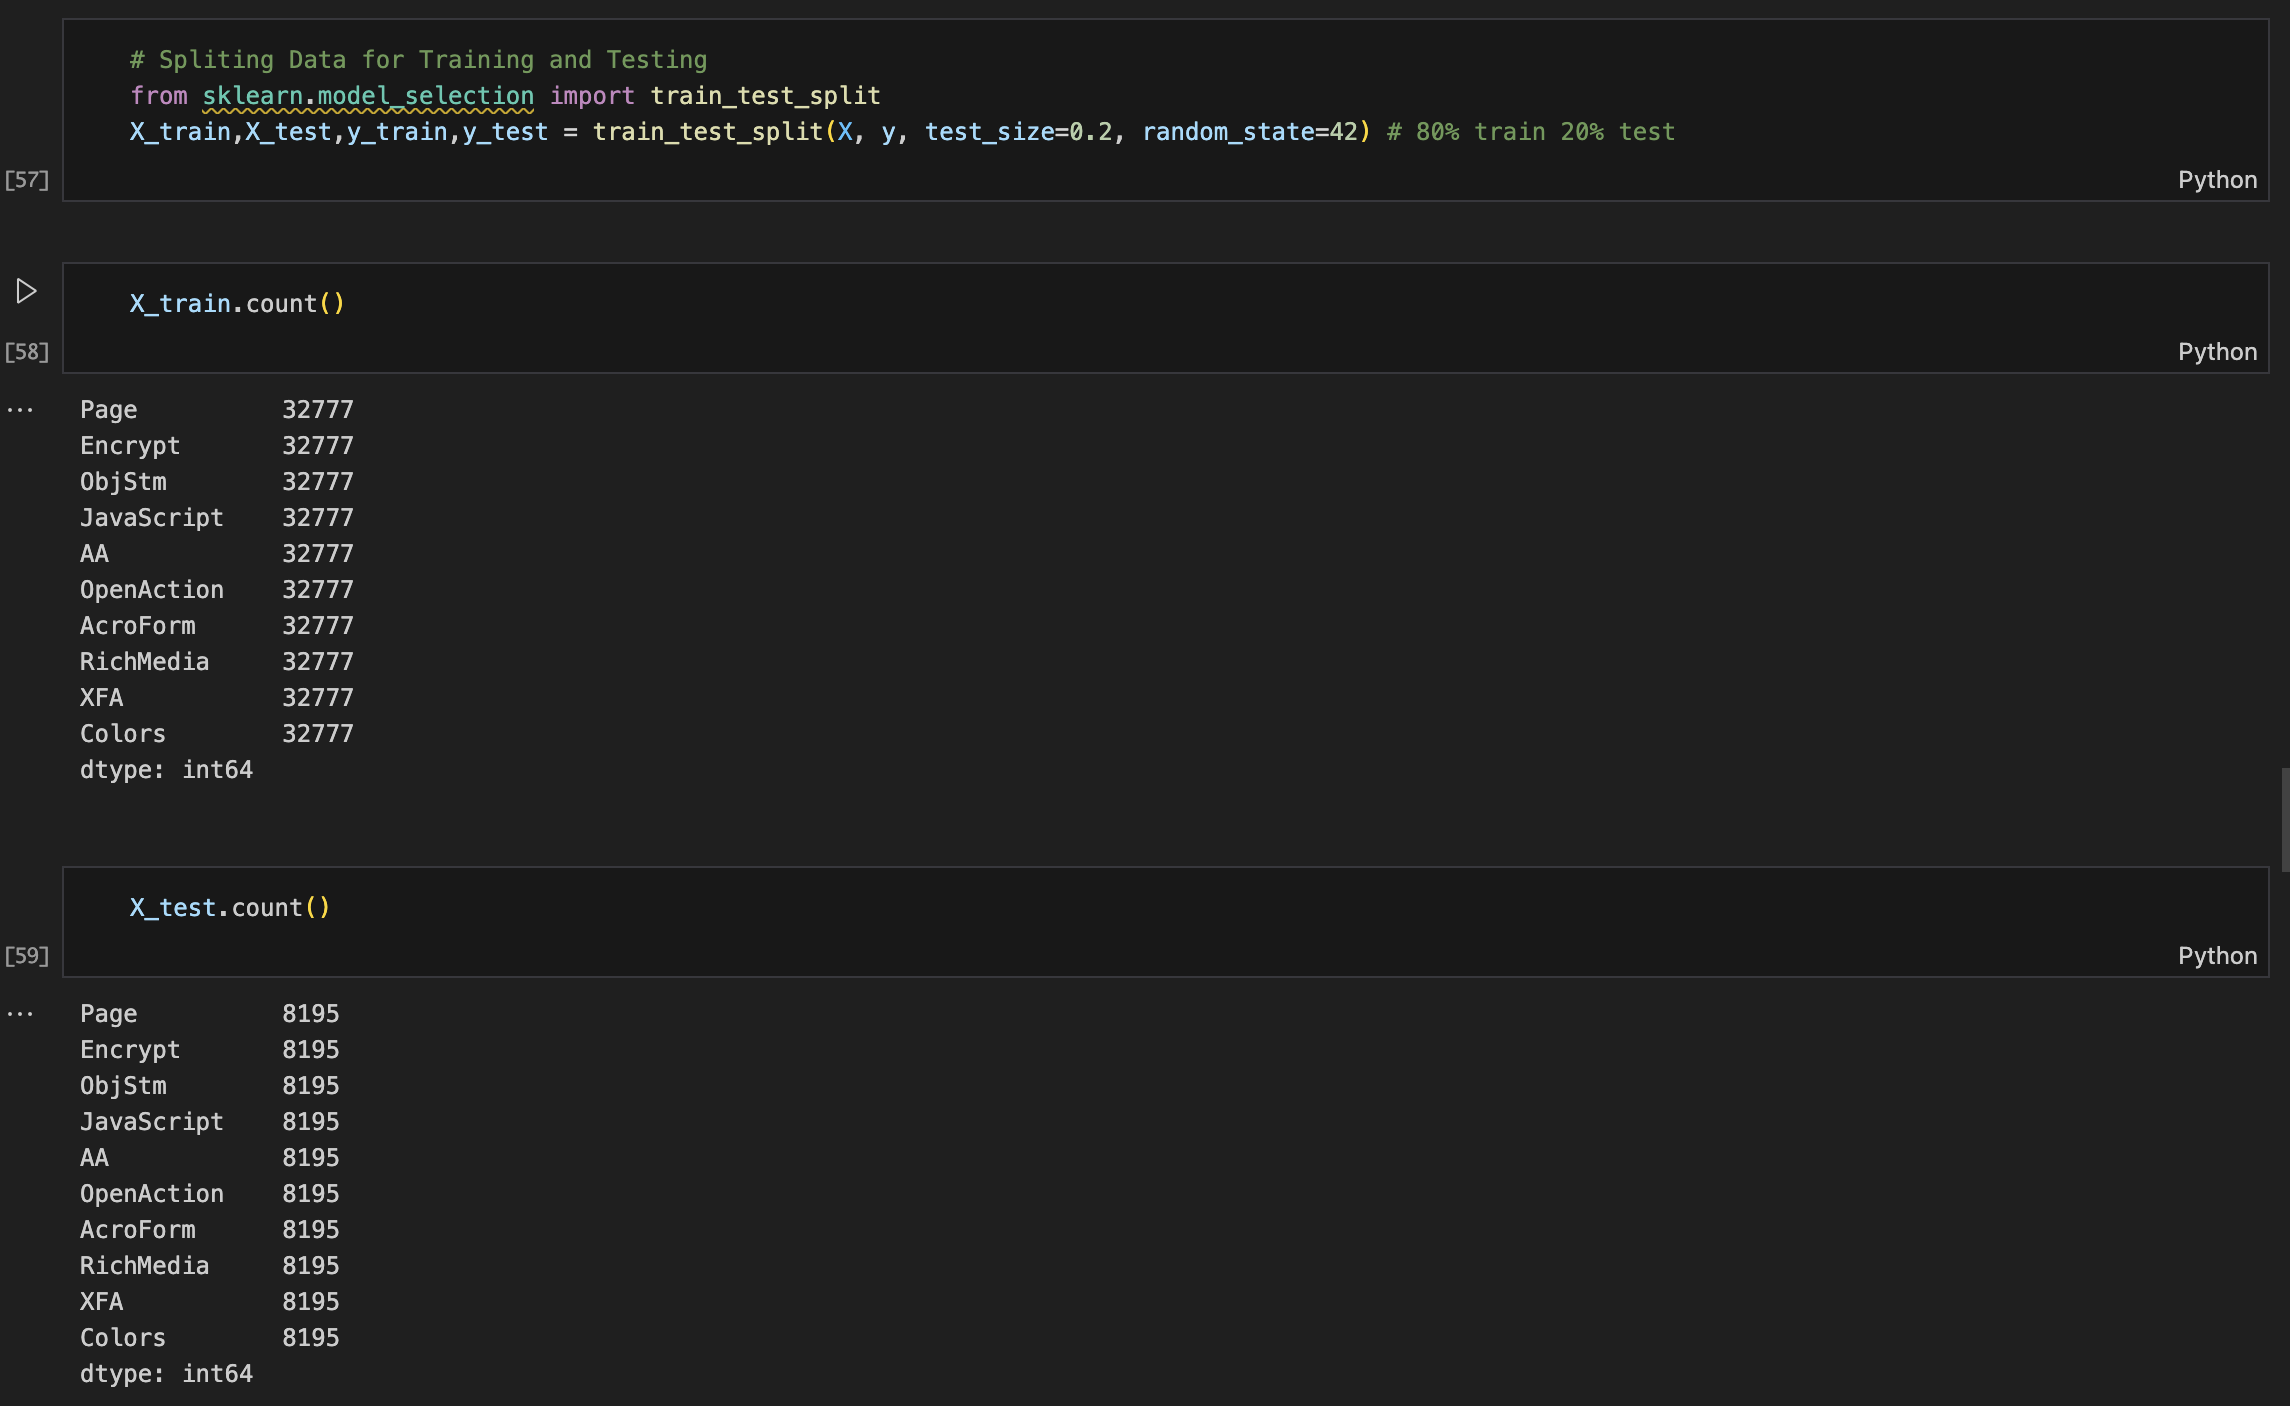 # Spliting Data for Training and Testing
from sklearn.model_selection import train_test_split
X_train,X_test,y_train,y_test = train_test_split(X, y, test_size=0.2, random_state=42) # 80% train 20% test
[57]
Python
X_train.count()
[58]
Python
... Page 32777
Encrypt 32777
ObjStm 32777
JavaScript 32777
AA 32777
OpenAction 32777
AcroForm 32777
RichMedia 32777
XFA 32777
Colors 32777
dtype: int64
X_test.count()
[59]
Python
... Page 8195
Encrypt 8195
ObjStm 8195
JavaScript 8195
AA 8195
OpenAction 8195
AcroForm 8195
RichMedia 8195
XFA 8195
Colors 8195
dtype: int64